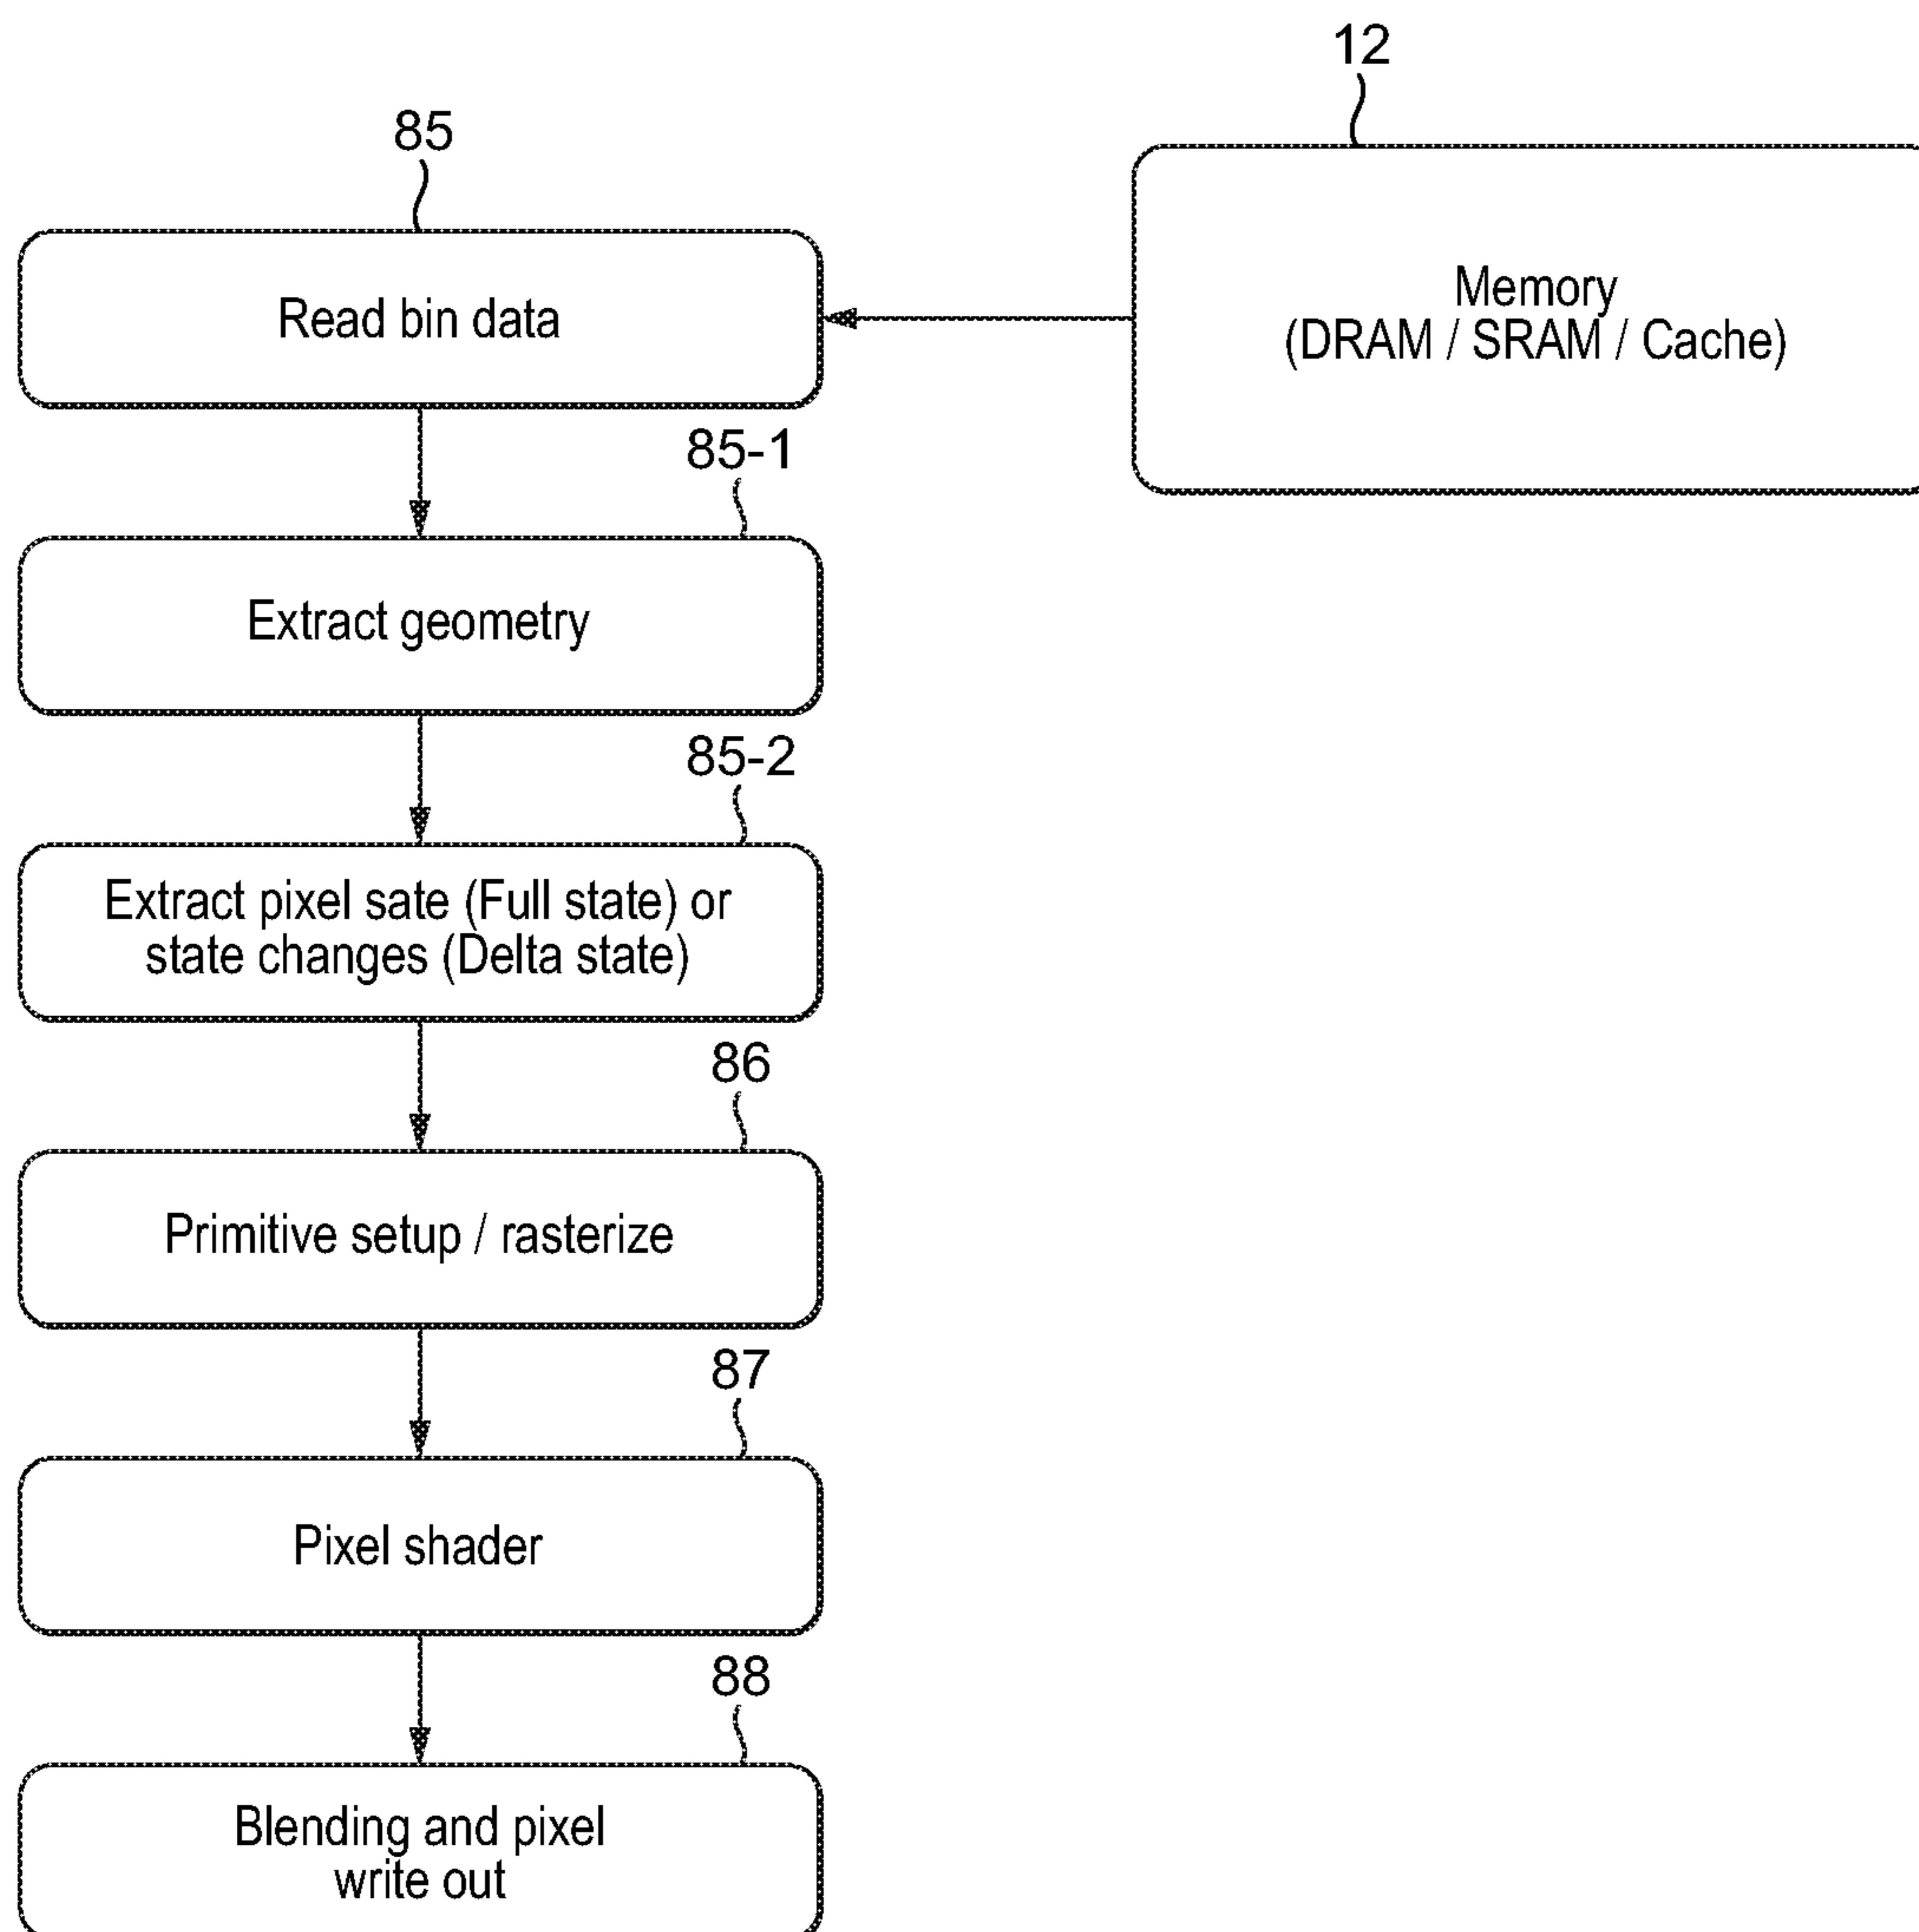 12
85
Read bin data
Memory
(DRAM / SRAM / Cache)
85-1
Extract geometry
85-2
Extract pixel sate (Full state) or
state changes (Delta state)
86
Primitive setup / rasterize
87
Pixel shader
88
Blending and pixel
write out